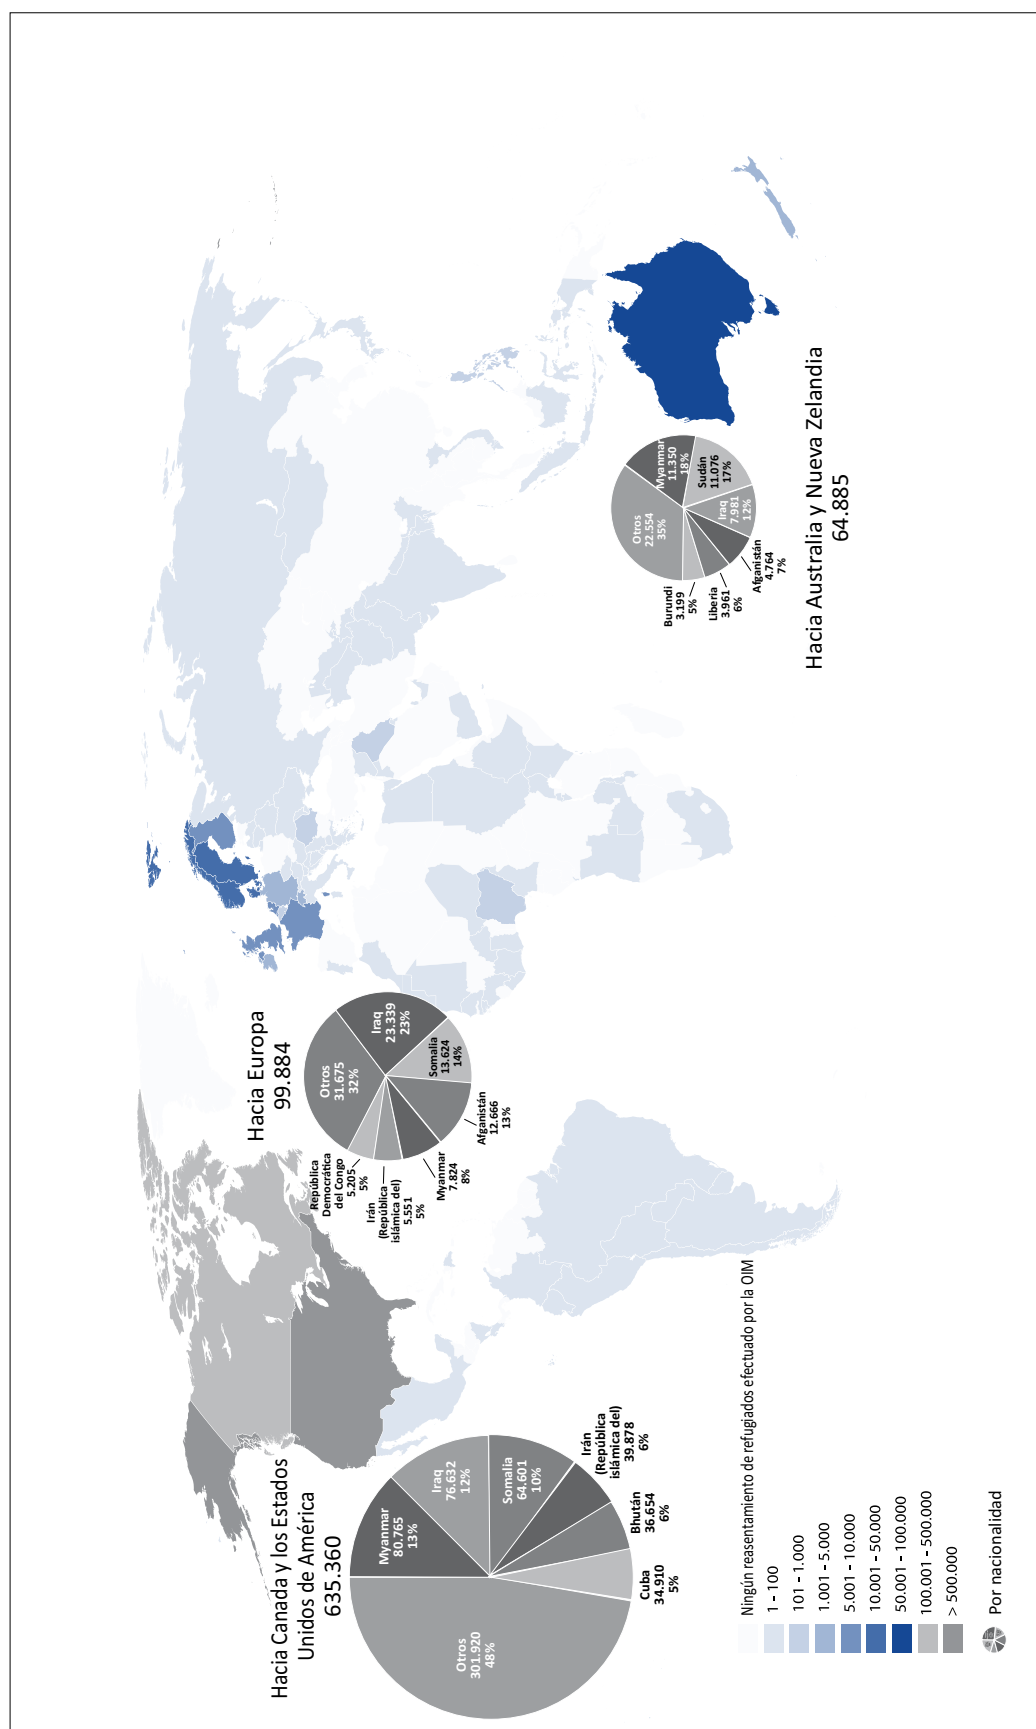 Hacia Canada y los Estados
Unidos de América
635.360
Myanmar
80.765
13%
Iraq
76.632
12%
Somalia
64.601
10%
Irán
(República
islámica del)
39.878
6%
Bhután
36.654
6%
Cuba
34.910
5%
Otros
301.920
48%
Hacia Europa
99.884
Otros
31.675
32%
Iraq
23.339
23%
Somalia
13.624
14%
Afganistán
12.666
13%
Myanmar
7.824
8%
Irán
(República
islámica del)
5.551
5%
República
Democrática
del Congo
5.205
5%
Otros
22.554
35%
Myanmar
11.350
18%
Sudán
11.076
17%
Iraq
7.981
12%
Afganistán
4.764
7%
Liberia
3.961
6%
Burundi
3.199
5%
Hacia Australia y Nueva Zelandia
64.885
Ningún reasentamiento de refugiados efectuado por la OIM
1 - 100
101 - 1.000
1.001 - 5.000
5.001 - 10.000
10.001 - 50.000
50.001 - 100.000
100.001 - 500.000
> 500.000
Por nacionalidad